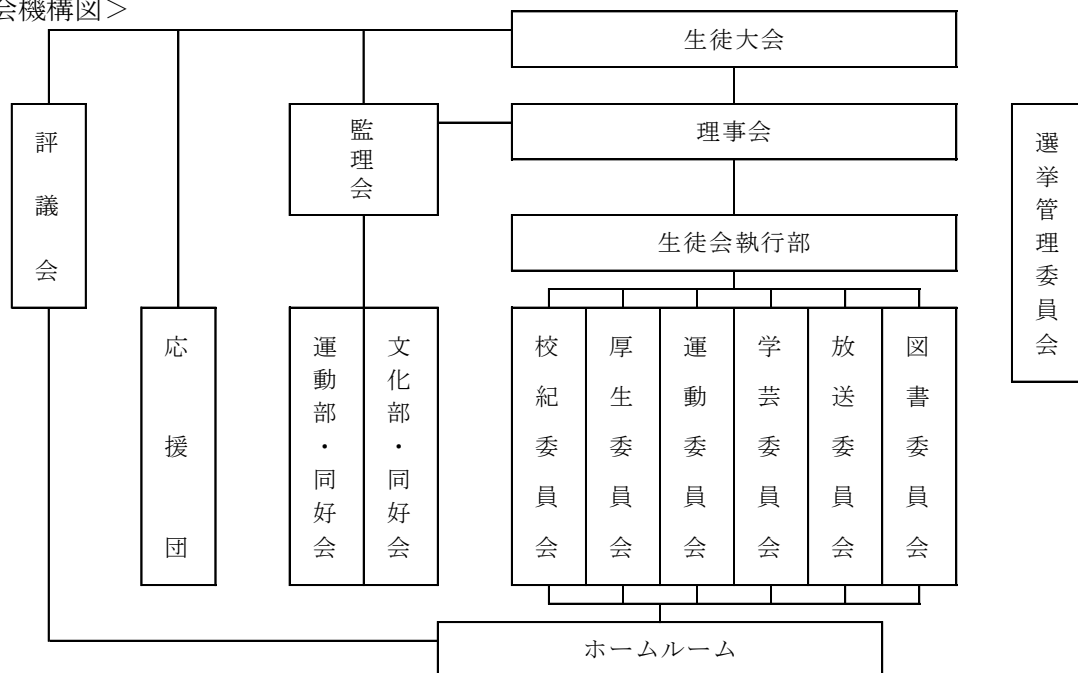 会機構図＞
生徒大会
評議会
監理会
理事会
選挙管理委員会
生徒会執行部
応援団
運動部・同好会
文化部・同好会
校紀委員会
厚生委員会
運動委員会
学芸委員会
放送委員会
図書委員会
ホームルーム